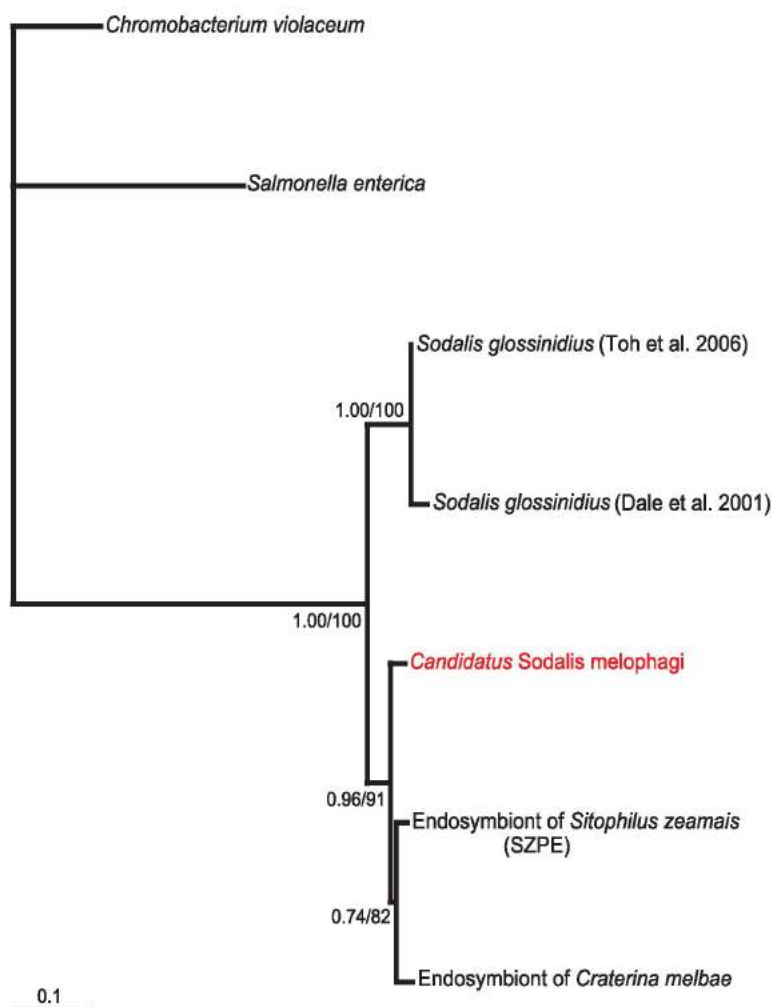 Chromobacterium violaceum
Salmonella enterica
Sodalis glossinidius (Toh et al. 2006)
1.00/100
Sodalis glossinidius (Dale et al. 2001)
1.00/100
Candidatus Sodalis melophagi
0.96/91
Endosymbiont of Sitophilus zeamais
(SZPE)
0.74/82
Endosymbiont of Craterina melbae
0.1